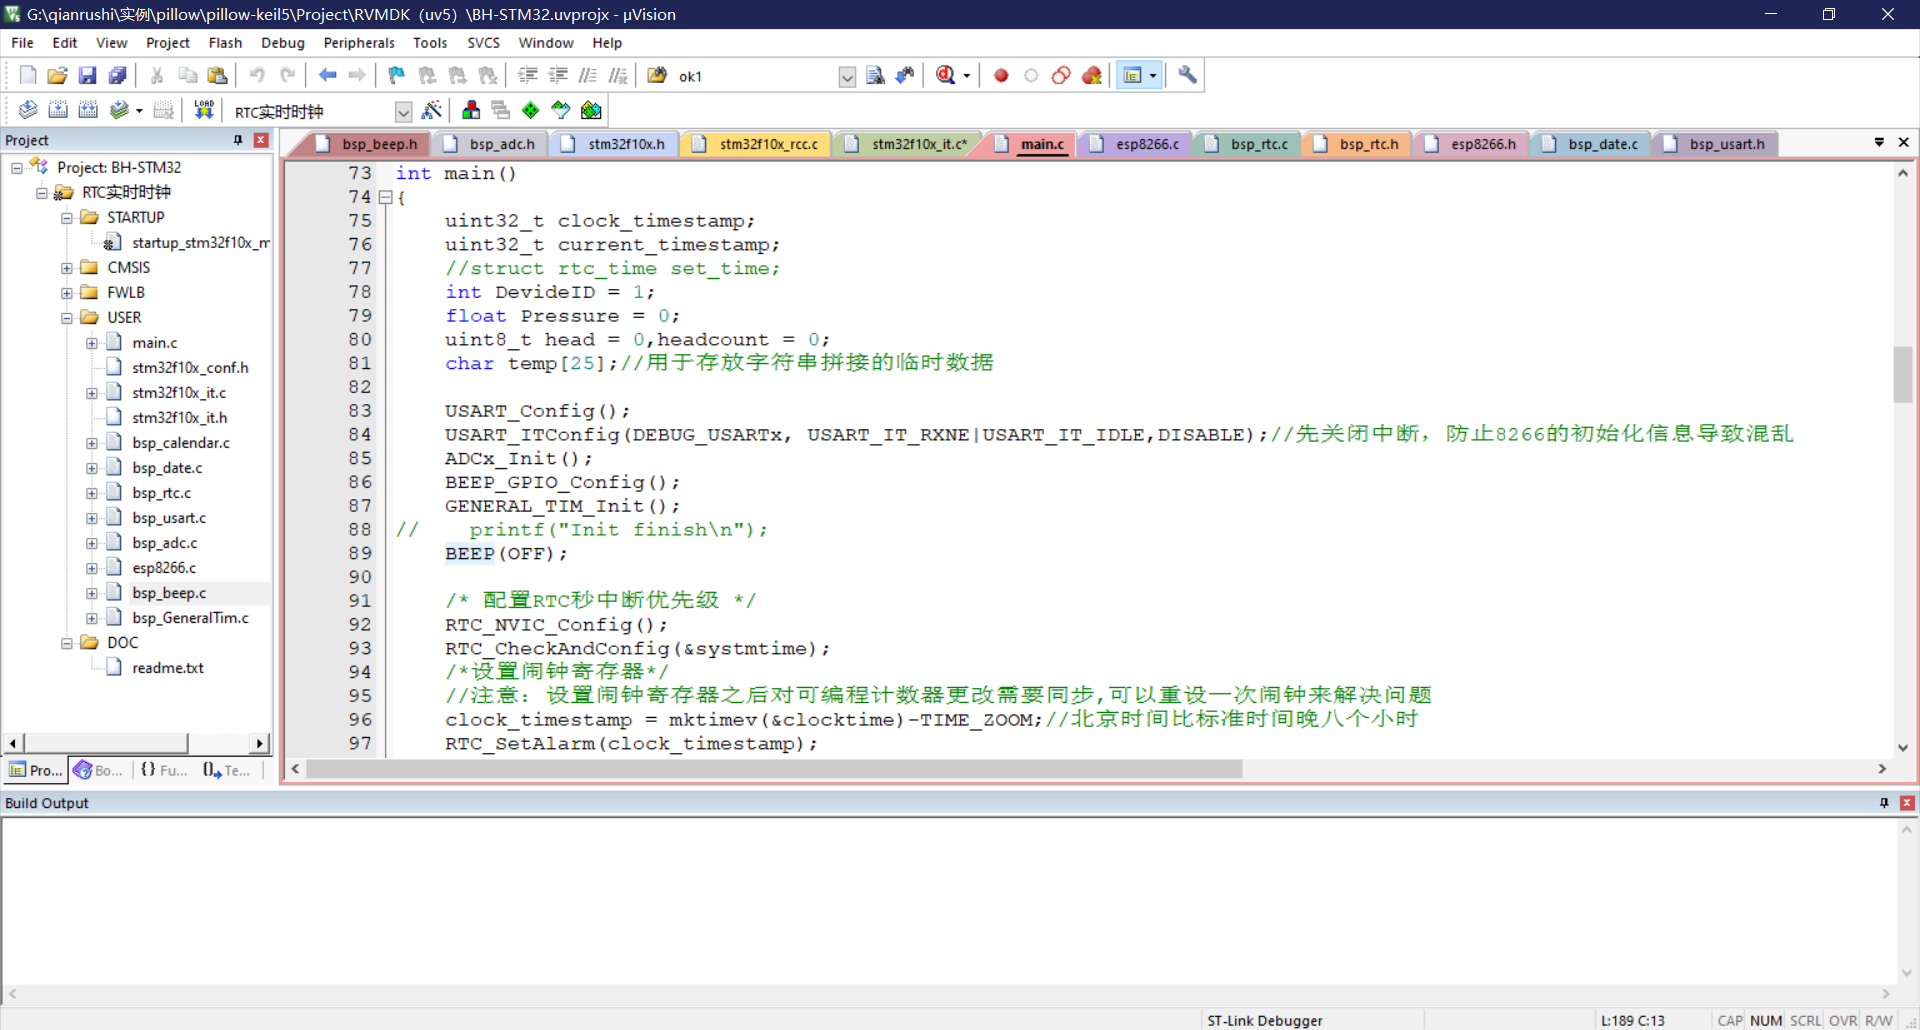 G:\qianrushi\实例\pillow\pillow-keil5\Project\RVMDK（uv5）\BH-STM32.uvprojx - µVision
File Edit View Project Flash Debug Peripherals Tools SVCS Window Help
ok1
LOAD RTC实时时钟
Project
bsp_beep.h bsp_adc.h stm32f10x.h stm32f10x_rcc.c stm32f10x_it.c* main.c esp8266.c bsp_rtc.c bsp_rtc.h esp8266.h bsp_date.c bsp_usart.h
Project: BH-STM32
RTC实时时钟
STARTUP
startup_stm32f10x_m
CMSIS
FWLB
USER
main.c
stm32f10x_conf.h
stm32f10x_it.c
stm32f10x_it.h
bsp_calendar.c
bsp_date.c
bsp_rtc.c
bsp_usart.c
bsp_adc.c
esp8266.c
bsp_beep.c
bsp_GeneralTim.c
DOC
readme.txt
Pro... Bo... {} Fu... Te...
73 int main()
74 {
75 uint32_t clock_timestamp;
76 uint32_t current_timestamp;
77 //struct rtc_time set_time;
78 int DevideID = 1;
79 float Pressure = 0;
80 uint8_t head = 0,headcount = 0;
81 char temp[25];//用于存放字符串拼接的临时数据
82
83 USART_Config();
84 USART_ITConfig(DEBUG_USARTx, USART_IT_RXNE|USART_IT_IDLE,DISABLE);//先关闭中断，防止8266的初始化信息导致混乱
85 ADCx_Init();
86 BEEP_GPIO_Config();
87 GENERAL_TIM_Init();
88 // printf("Init finish\n");
89 BEEP(OFF);
90
91 /* 配置RTC秒中断优先级 */
92 RTC_NVIC_Config();
93 RTC_CheckAndConfig(&systmtime);
94 /*设置闹钟寄存器*/
95 //注意：设置闹钟寄存器之后对可编程计数器更改需要同步,可以重设一次闹钟来解决问题
96 clock_timestamp = mktimev(&clocktime)-TIME_ZOOM;//北京时间比标准时间晚八个小时
97 RTC_SetAlarm(clock_timestamp);
Build Output
ST-Link Debugger L:189 C:13 CAP NUM SCRL OVR R/W